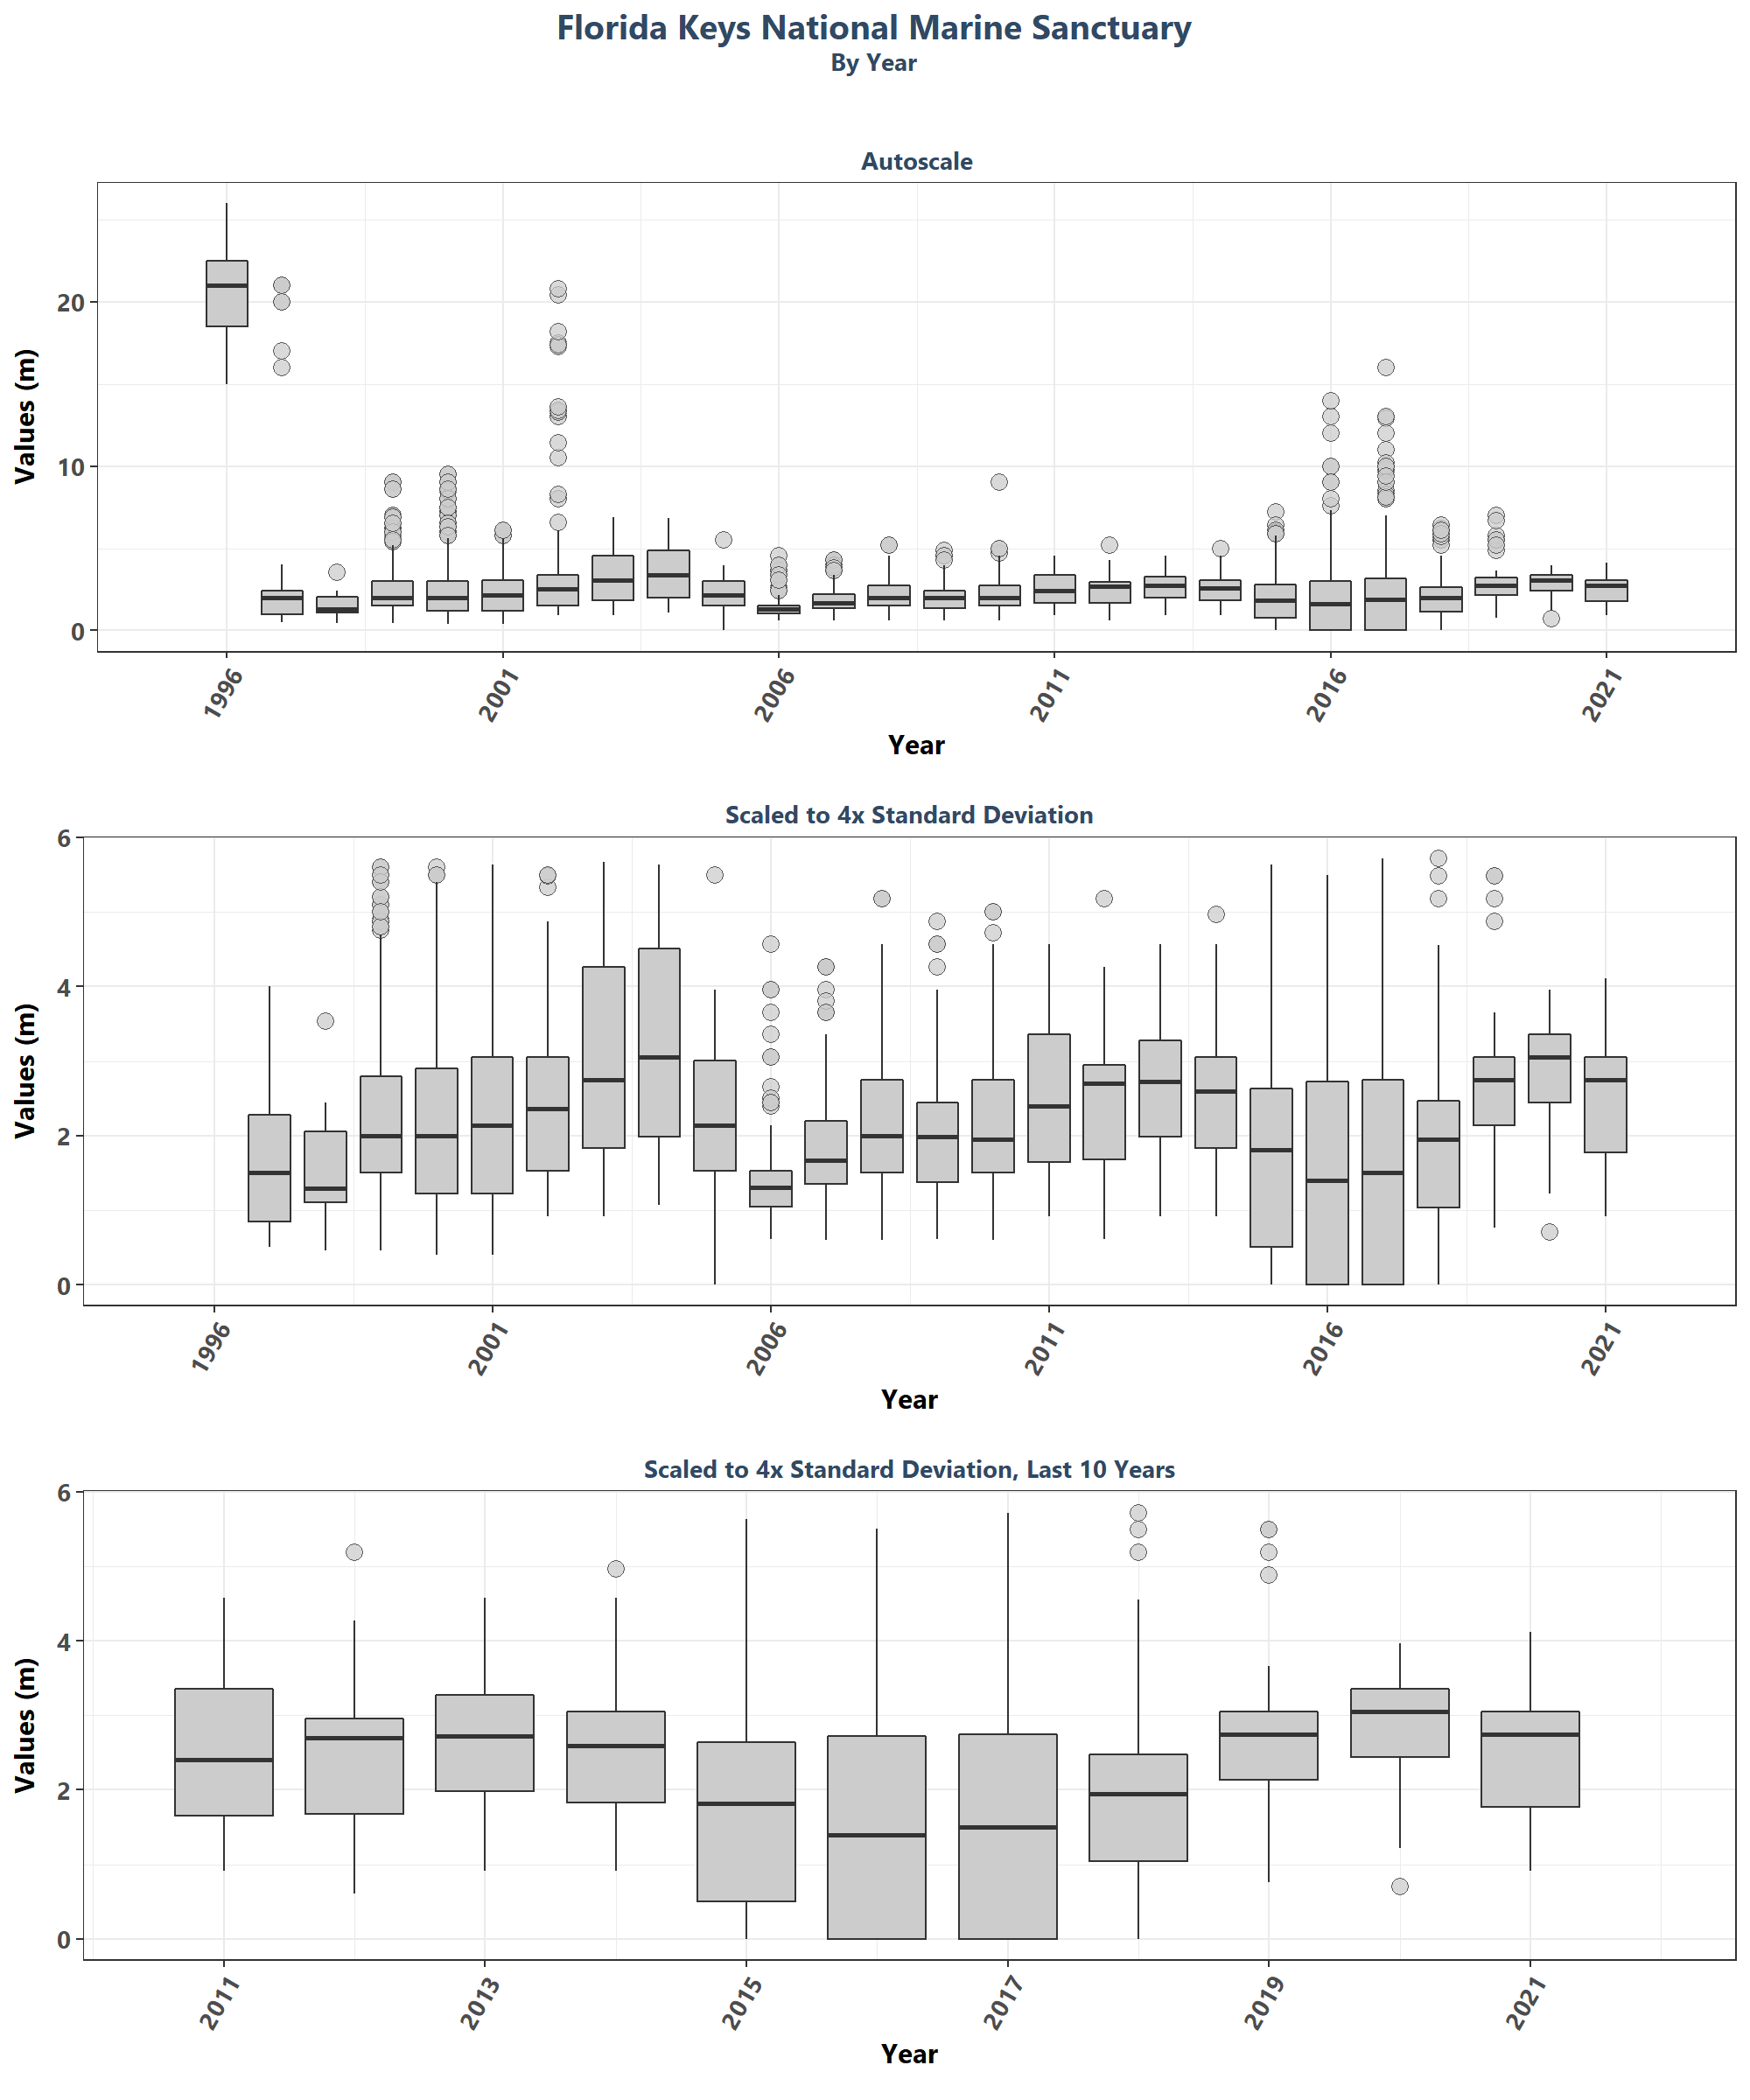 Florida Keys National Marine Sanctuary
By Year
Autoscale
Values (m)
20
10
0
1996
2001
2006
2011
2016
2021
Year
Scaled to 4x Standard Deviation
Values (m)
6
4
2
0
1996
2001
2006
2011
2016
2021
Year
Scaled to 4x Standard Deviation, Last 10 Years
Values (m)
6
4
2
0
2011
2013
2015
2017
2019
2021
Year